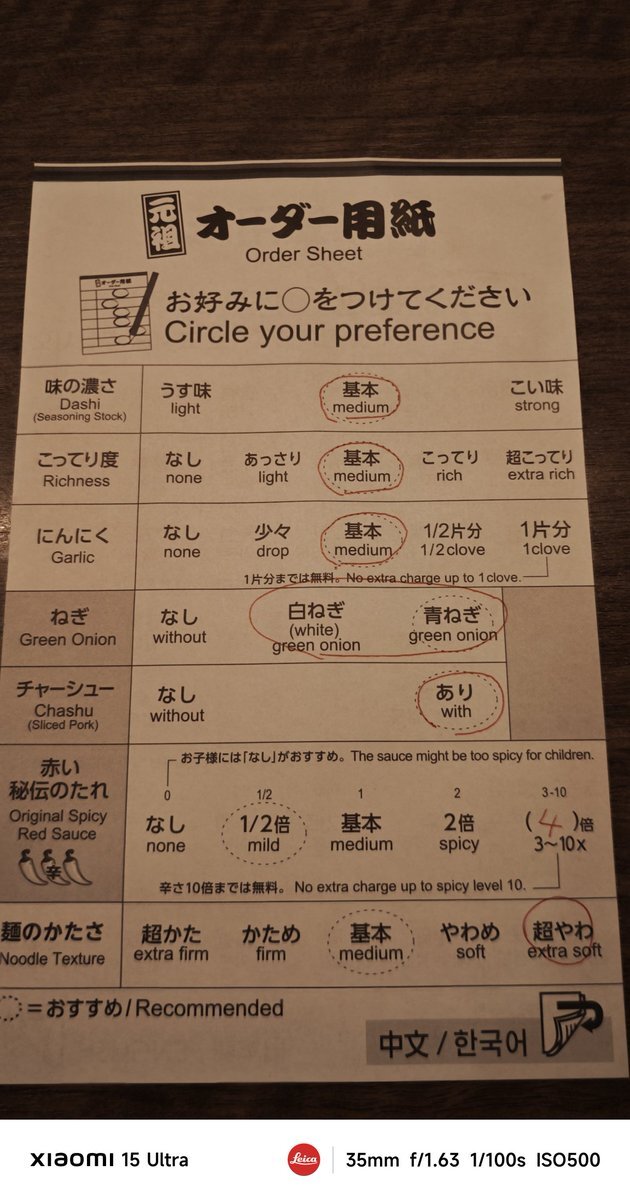 元祖 オーダー用紙
Order Sheet
お好みに○をつけてください
Circle your preference
味の濃さ うす味 基本 こい味
Dashi light medium strong
(Seasoning Stock)
こってり度 なし あっさり 基本 こってり 超こってり
Richness none light medium rich extra rich
にんにく なし 少々 基本 1/2片分 1片分
Garlic none drop medium 1/2clove 1clove
1片分までは無料。No extra charge up to 1clove.
ねぎ なし 白ねぎ 青ねぎ
Green Onion without (white) green onion green onion
チャーシュー なし あり
Chashu without with
(Sliced Pork)
お子様には「なし」がおすすめ。The sauce might be too spicy for children.
赤い 0 1/2 1 2 3-10
秘伝のたれ なし 1/2倍 基本 2倍 (4)倍
Original Spicy none mild medium spicy 3〜10x
Red Sauce
辛
辛さ10倍までは無料。No extra charge up to spicy level 10.
麺のかたさ 超かた かため 基本 やわめ 超やわ
Noodle Texture extra firm firm medium soft extra soft
=おすすめ/Recommended
中文/한국어
XIAOMI 15 Ultra Leica 35mm f/1.63 1/100s ISO500